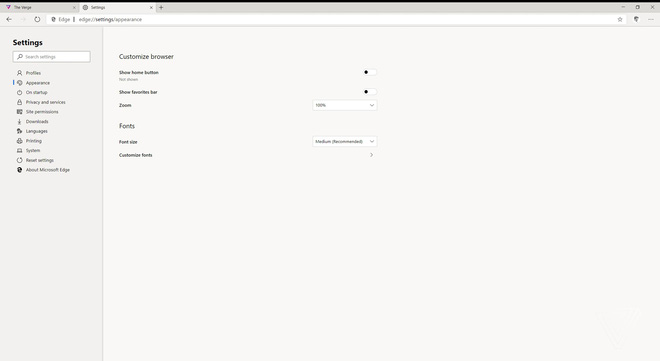 The Verge
Settings
Edge
edge://settings/appearance
Settings
Search settings
Profiles
Appearance
On startup
Privacy and services
Site permissions
Downloads
Languages
Printing
System
Reset settings
About Microsoft Edge
Customize browser
Show home button
Not shown
Show favorites bar
Zoom
100%
Fonts
Font size
Medium (Recommended)
Customize fonts